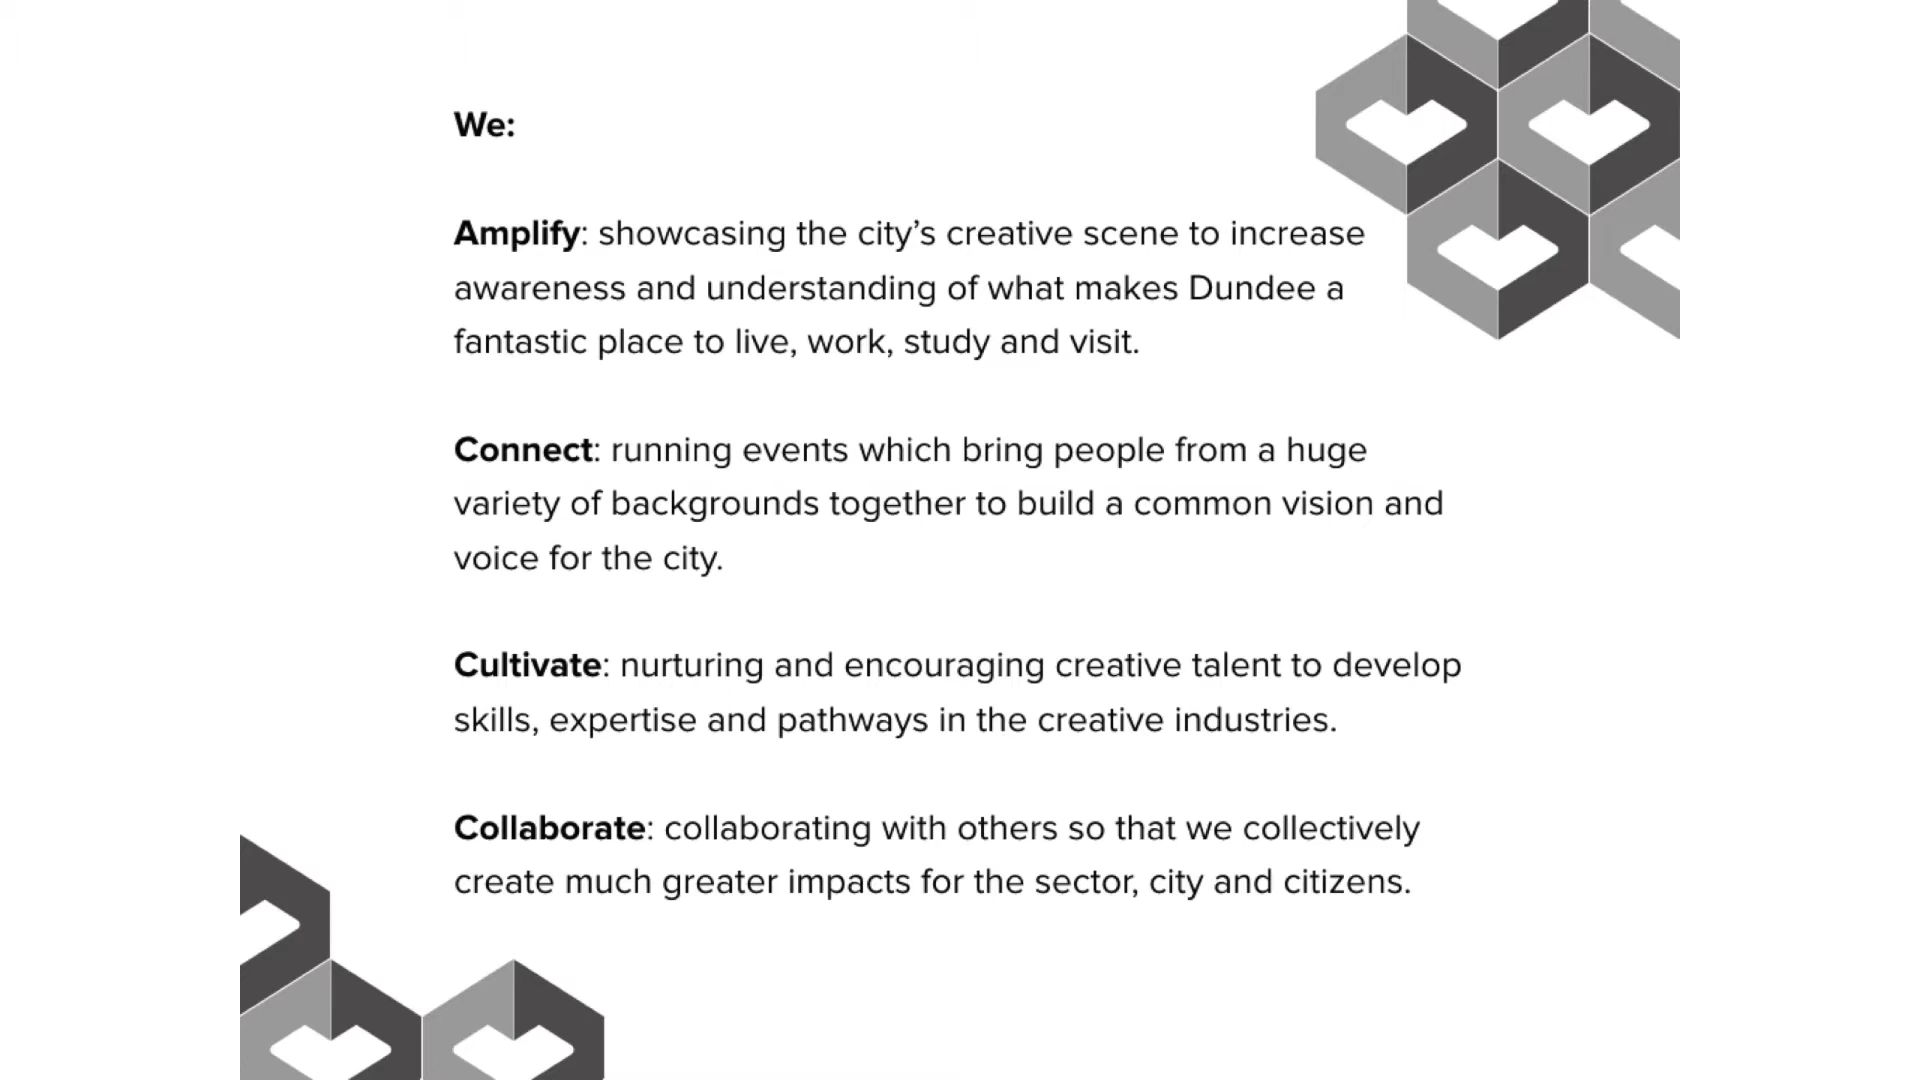 We:
Amplify: showcasing the city’s creative scene to increase
awareness and understanding of what makes Dundee a
fantastic place to live, work, study and visit.
Connect: running events which bring people from a huge
variety of backgrounds together to build a common vision and
voice for the city.
Cultivate: nurturing and encouraging creative talent to develop
skills, expertise and pathways in the creative industries.
Collaborate: collaborating with others so that we collectively
create much greater impacts for the sector, city and citizens.